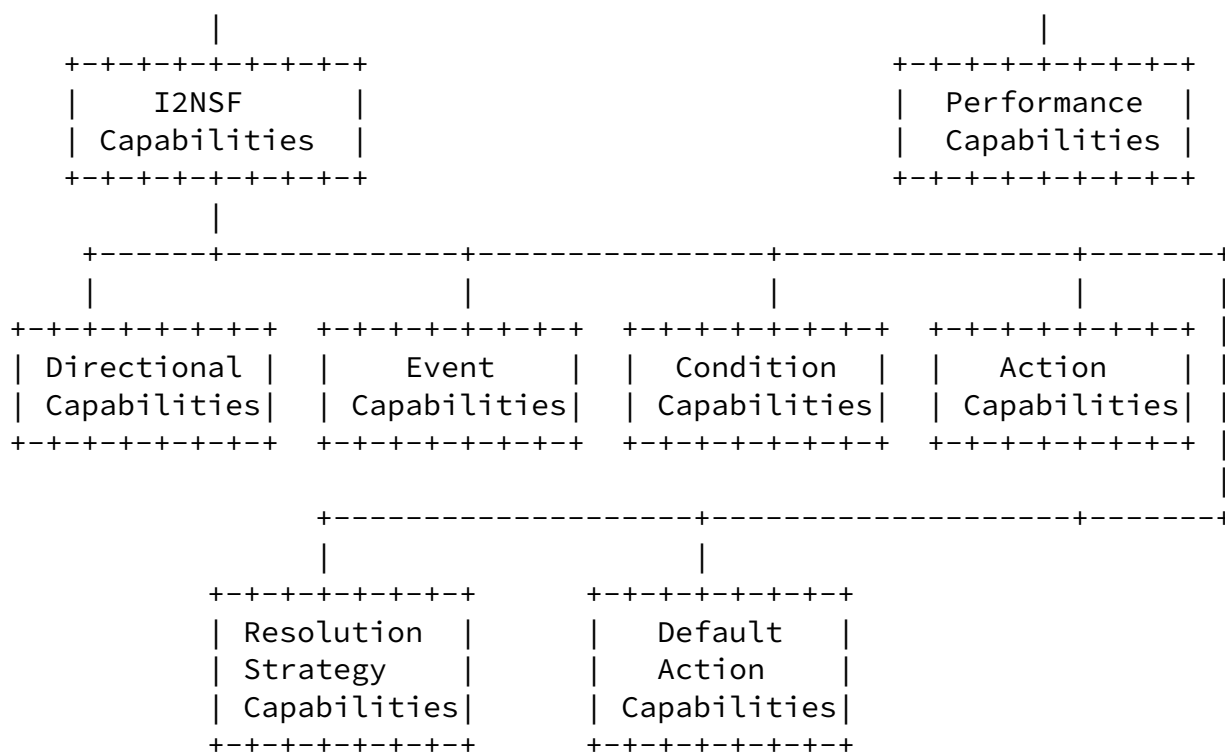 I2NSF Performance
Capabilities Capabilities
Directional Event Condition Action
Capabilities Capabilities Capabilities Capabilities
Resolution Default
Strategy Action
Capabilities Capabilities